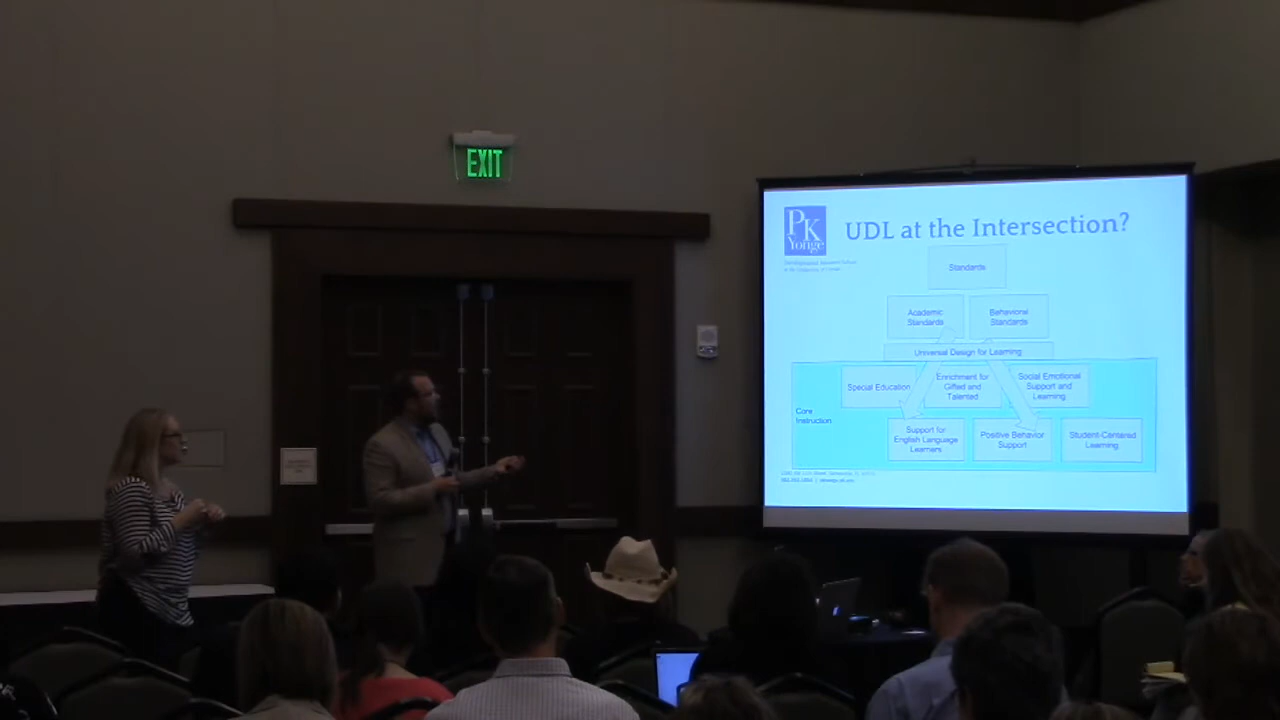 EXIT
PK
Yonge
UDL at the Intersection?
Standards
Academic
Standards
Behavioral
Standards
Universal Design for Learning
Special Education
Enrichment for
Gifted and
Talented
Social Emotional
Support and
Learning
Core
Instruction
Support for
English Language
Learners
Positive Behavior
Support
Student-Centered
Learning